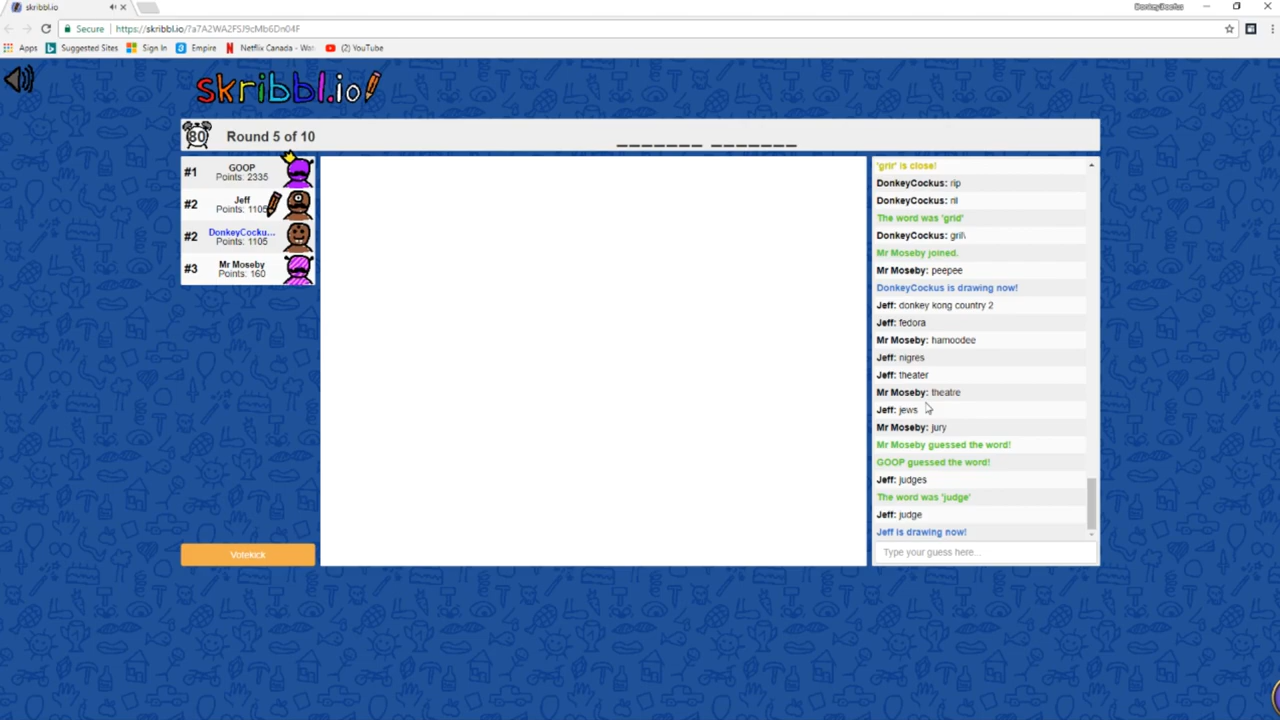 skribbl.io
DonkeyCockus
Secure
https://skribbl.io/?a7A2WA2FSJ9cMb6Dn04F
Apps
Suggested Sites
Sign In
Empire
Netflix Canada - Wat
(2) YouTube
skribbl.io
80
Round 5 of 10
_______ _______
#1
GOOP
Points: 2335
#2
Jeff
Points: 1105
#2
DonkeyCocku...
Points: 1105
#3
Mr Moseby
Points: 160
Votekick
'grir' is close!
DonkeyCockus: rip
DonkeyCockus: ril
The word was 'grid'
DonkeyCockus: gril\
Mr Moseby joined.
Mr Moseby: peepee
DonkeyCockus is drawing now!
Jeff: donkey kong country 2
Jeff: fedora
Mr Moseby: hamoodee
Jeff: nigres
Jeff: theater
Mr Moseby: theatre
Jeff: jews
Mr Moseby: jury
Mr Moseby guessed the word!
GOOP guessed the word!
Jeff: judges
The word was 'judge'
Jeff: judge
Jeff is drawing now!
Type your guess here...